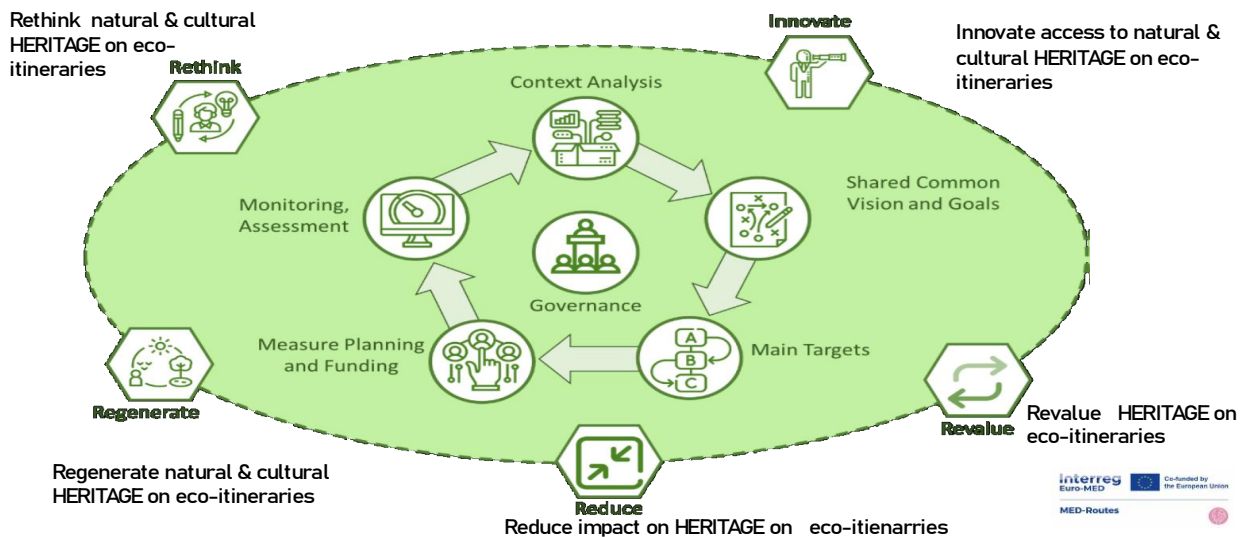 Rethink natural & cultural
HERITAGE on eco-
itineraries
Rethink
Innovate
Innovate access to natural &
cultural HERITAGE on eco-
itineraries
Context Analysis
Monitoring,
Assessment
Shared Common
Vision and Goals
Governance
Measure Planning
and Funding
A
B
C
Main Targets
Regenerate
Revalue
Revalue HERITAGE on
eco-itineraries
Regenerate natural & cultural
HERITAGE on eco-itineraries
Reduce
Reduce impact on HERITAGE on eco-itienarries
Interreg
Euro-MED
Co-funded by
the European Union
MED-Routes